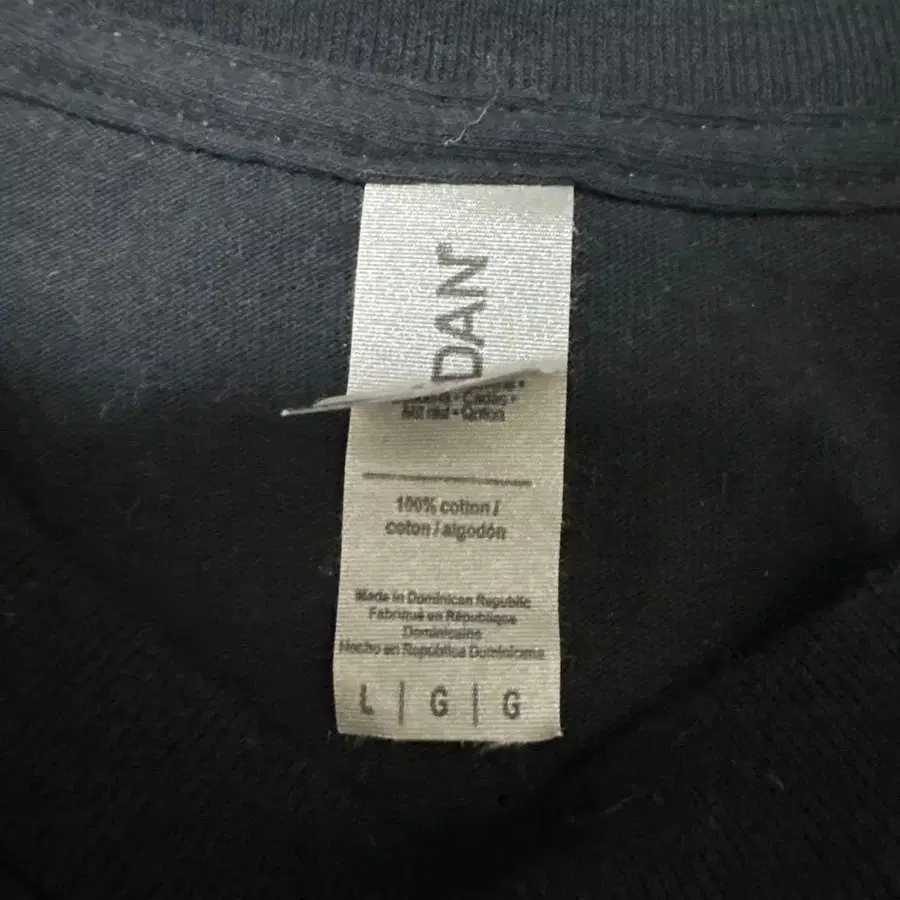 DAN®
100% cotton /
coton / algodón
Made in Dominican Republic
Fabriqué en République
Dominicaine
Hecho en República Dominicana
L | G | G